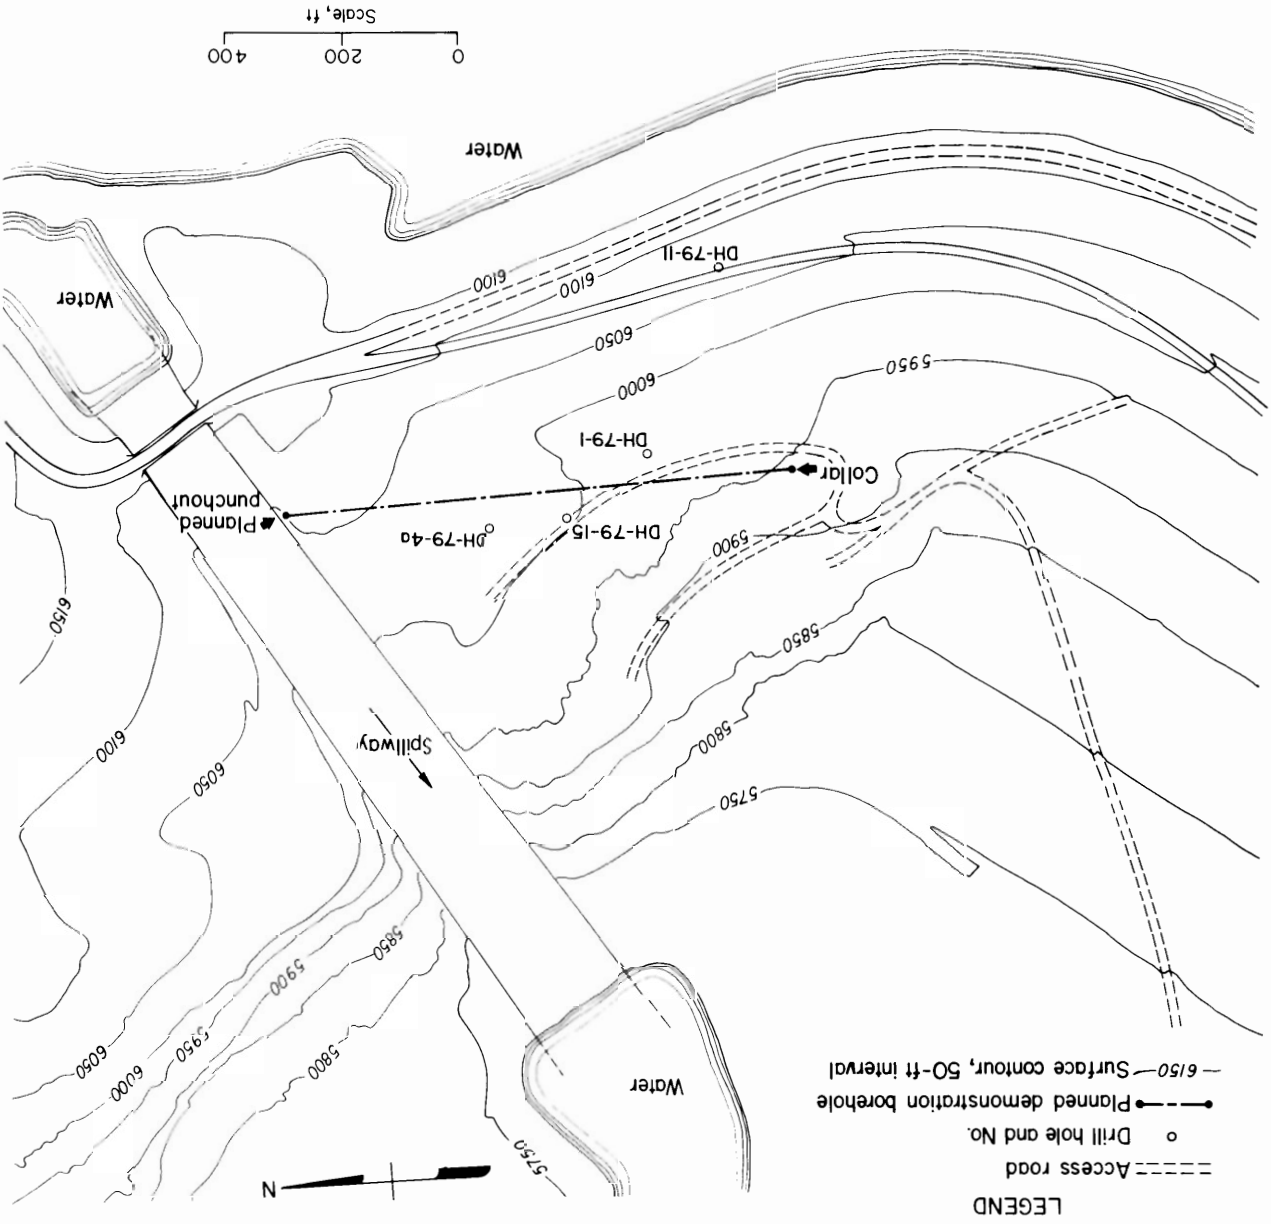 LEGEND
Access road
Drill hole and No.
Planned demonstration borehole
—6150— Surface contour, 50-ft interval
N
5750
Water
5800
6050
6000
5950
5900
5850
5750
Spillway
5800
6050
6100
5850
5900
6150
DH-79-15
DH-79-4a
Planned
punchout
Collar
DH-79-1
5950
6000
6050
Water
6100
6100
DH-79-11
Water
0
200
400
Scale, ft